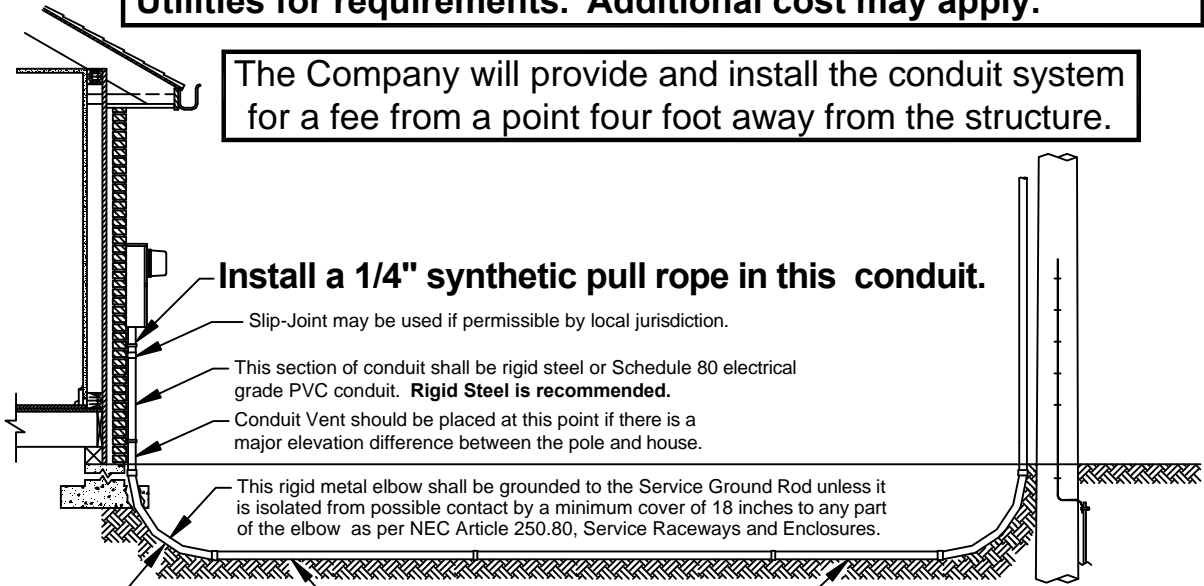 Utilities for requirements.  Additional cost may apply.
The Company will provide and install the conduit system
for a fee from a point four foot away from the structure.
Install a 1/4" synthetic pull rope in this  conduit.
Slip-Joint may be used if permissible by local jurisdiction.
This section of conduit shall be rigid steel or Schedule 80 electrical
grade PVC conduit.  Rigid Steel is recommended.
Conduit Vent should be placed at this point if there is a
major elevation difference between the pole and house.
This rigid metal elbow shall be grounded to the Service Ground Rod unless it
is isolated from possible contact by a minimum cover of 18 inches to any part
of the elbow  as per NEC Article 250.80, Service Raceways and Enclosures.